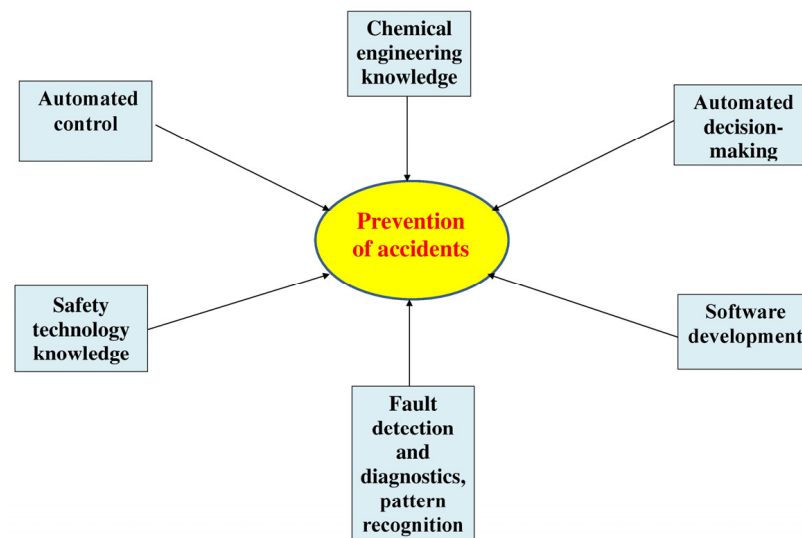 Chemical
engineering
knowledge
Automated
control
Automated
decision-
making
Prevention
of accidents
Safety
technology
knowledge
Software
development
Fault
detection
and
diagnostics,
pattern
recognition